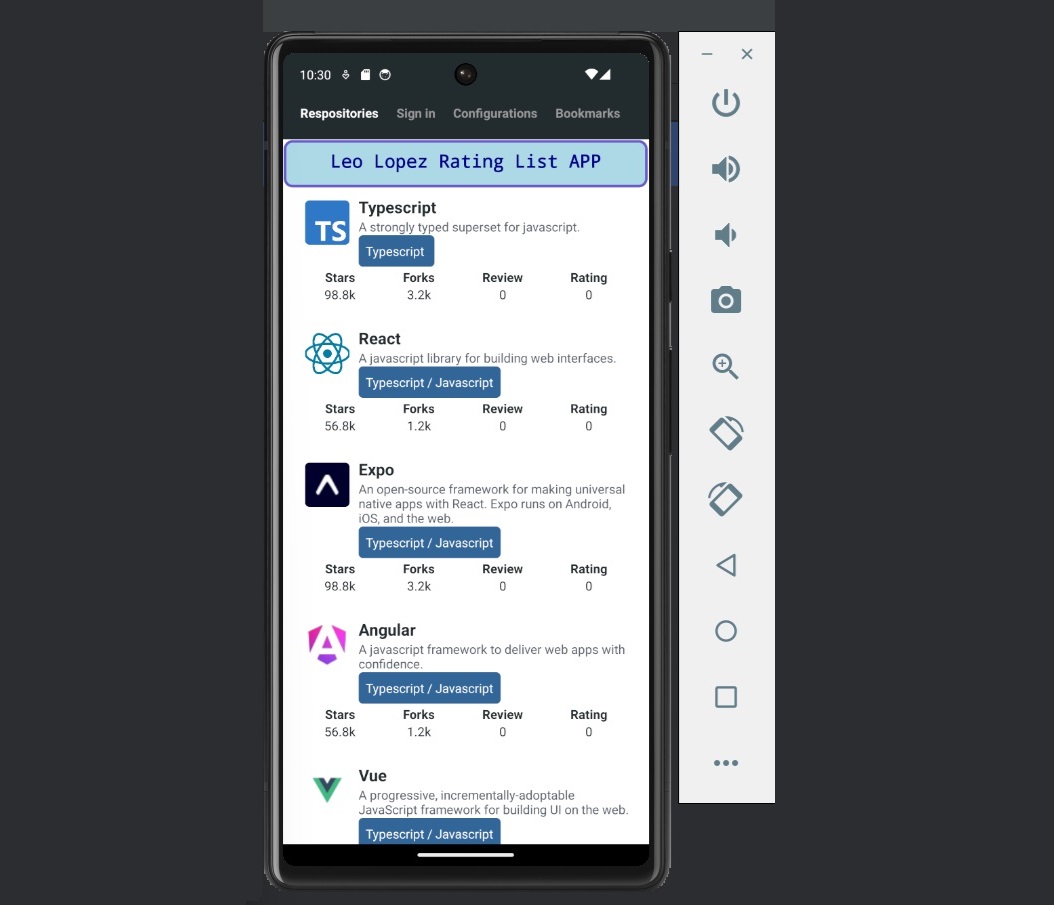 10:30
Respositories Sign in Configurations Bookmarks
Leo Lopez Rating List APP
TS
Typescript
A strongly typed superset for javascript.
Typescript
Stars Forks Review Rating
98.8k 3.2k 0 0
React
A javascript library for building web interfaces.
Typescript / Javascript
Stars Forks Review Rating
56.8k 1.2k 0 0
Expo
An open-source framework for making universal
native apps with React. Expo runs on Android,
iOS, and the web.
Typescript / Javascript
Stars Forks Review Rating
98.8k 3.2k 0 0
Angular
A javascript framework to deliver web apps with
confidence.
Typescript / Javascript
Stars Forks Review Rating
56.8k 1.2k 0 0
Vue
A progressive, incrementally-adoptable
JavaScript framework for building UI on the web.
Typescript / Javascript